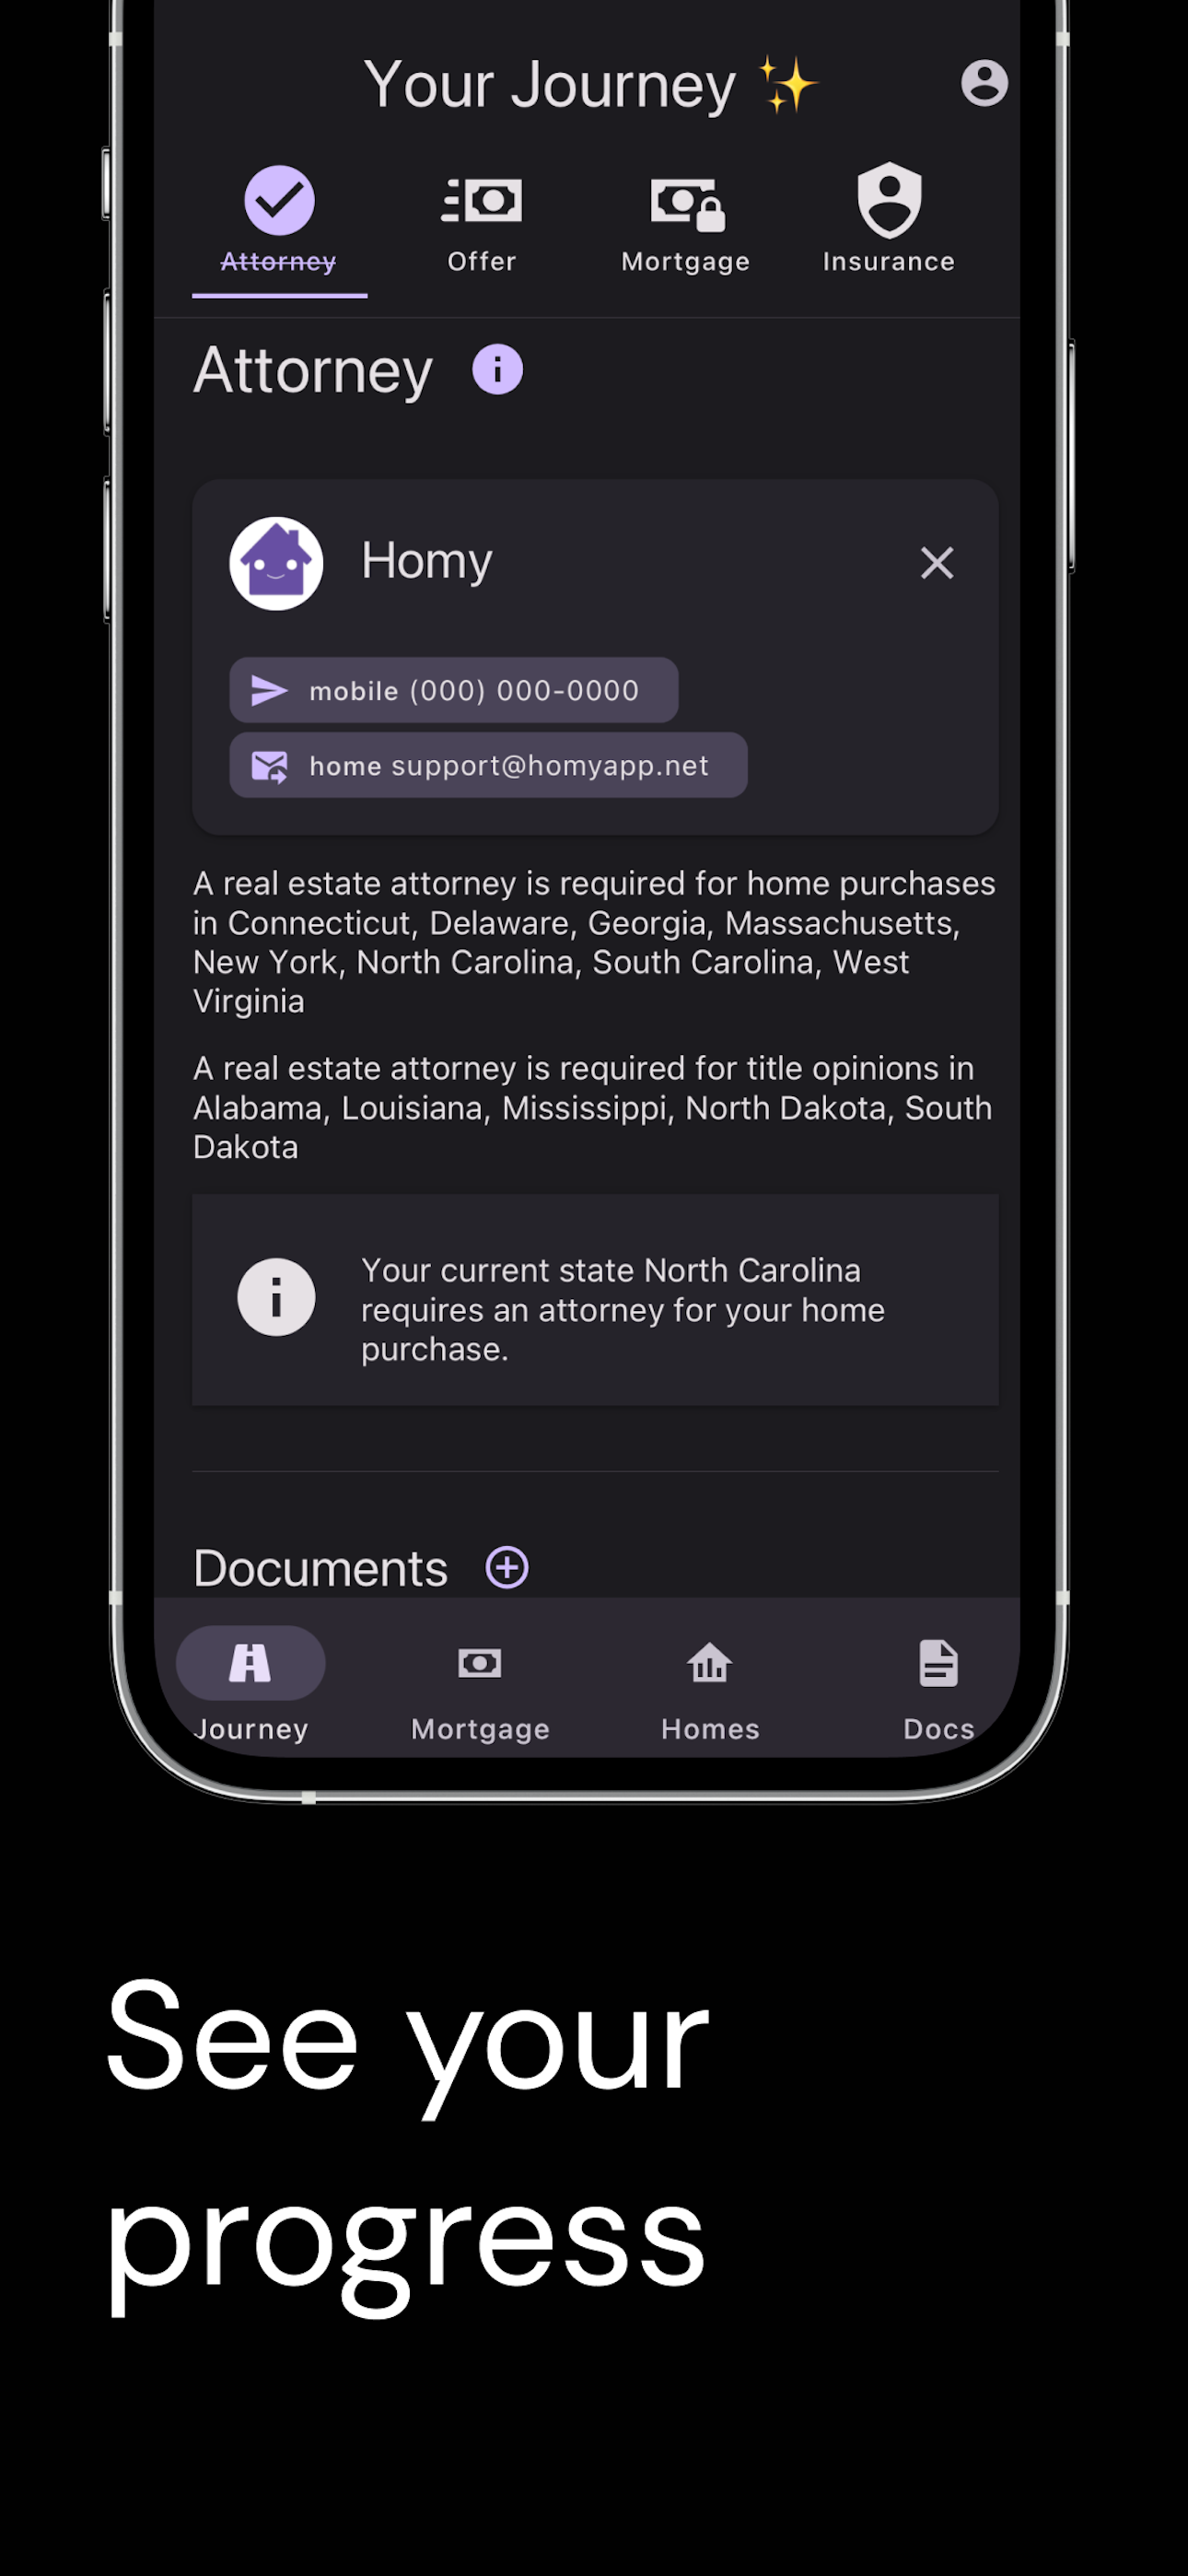 Your Journey ✨
Attorney
Offer
Mortgage
Insurance
Attorney
Homy
mobile (000) 000-0000
home support@homyapp.net
A real estate attorney is required for home purchases
in Connecticut, Delaware, Georgia, Massachusetts,
New York, North Carolina, South Carolina, West
Virginia
A real estate attorney is required for title opinions in
Alabama, Louisiana, Mississippi, North Dakota, South
Dakota
Your current state North Carolina
requires an attorney for your home
purchase.
Documents
Journey
Mortgage
Homes
Docs
See your
progress